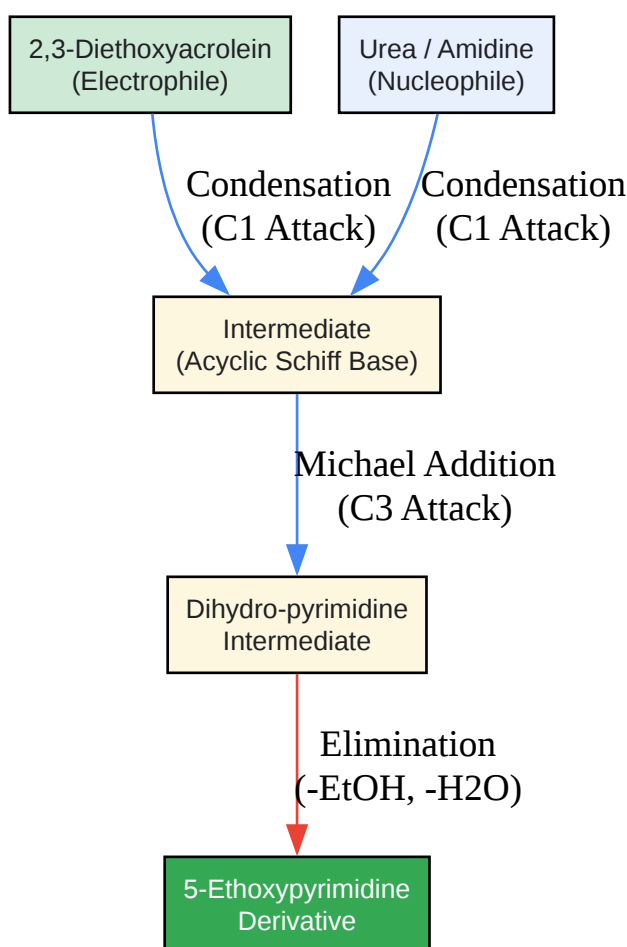 2,3-Diethoxyacrolein
(Electrophile)
Urea / Amidine
(Nucleophile)
Condensation
(C1 Attack)
Condensation
(C1 Attack)
Intermediate
(Acyclic Schiff Base)
Michael Addition
(C3 Attack)
Dihydro-pyrimidine
Intermediate
Elimination
(-EtOH, -H2O)
5-Ethoxypyrimidine
Derivative